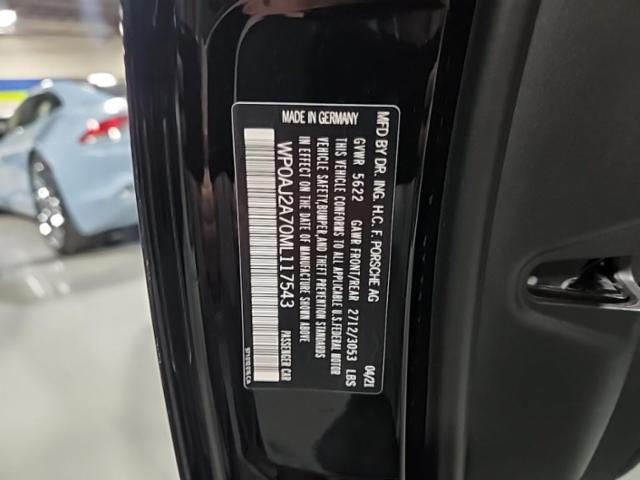 MFD BY DR. ING. H.C. F. PORSCHE AG 04/21
GVWR 5622 GAWR FRONT/REAR 2712/3053 LBS
THIS VEHICLE CONFORMS TO ALL APPLICABLE U.S.FEDERAL MOTOR
VEHICLE SAFETY,BUMPER,AND THEFT PREVENTION STANDARDS
IN EFFECT ON THE DATE OF MANUFACTURE SHOWN ABOVE.
WP0AJ2A70ML117543 PASSENGER CAR
MADE IN GERMANY